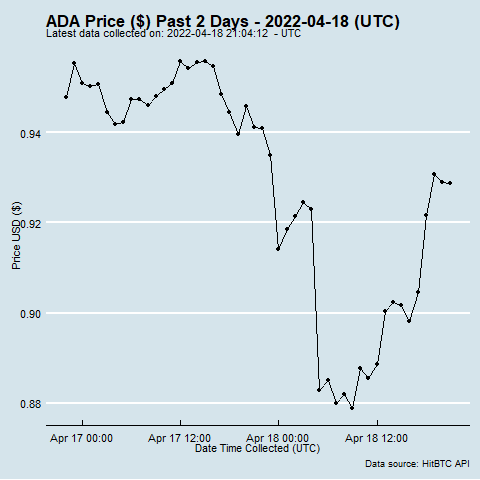 ADA Price ($) Past 2 Days - 2022-04-18 (UTC)
Latest data collected on: 2022-04-18 21:04:12 - UTC
Price USD ($)
0.94
0.92
0.90
0.88
Apr 17 00:00
Apr 17 12:00
Apr 18 00:00
Apr 18 12:00
Date Time Collected (UTC)
Data source: HitBTC API